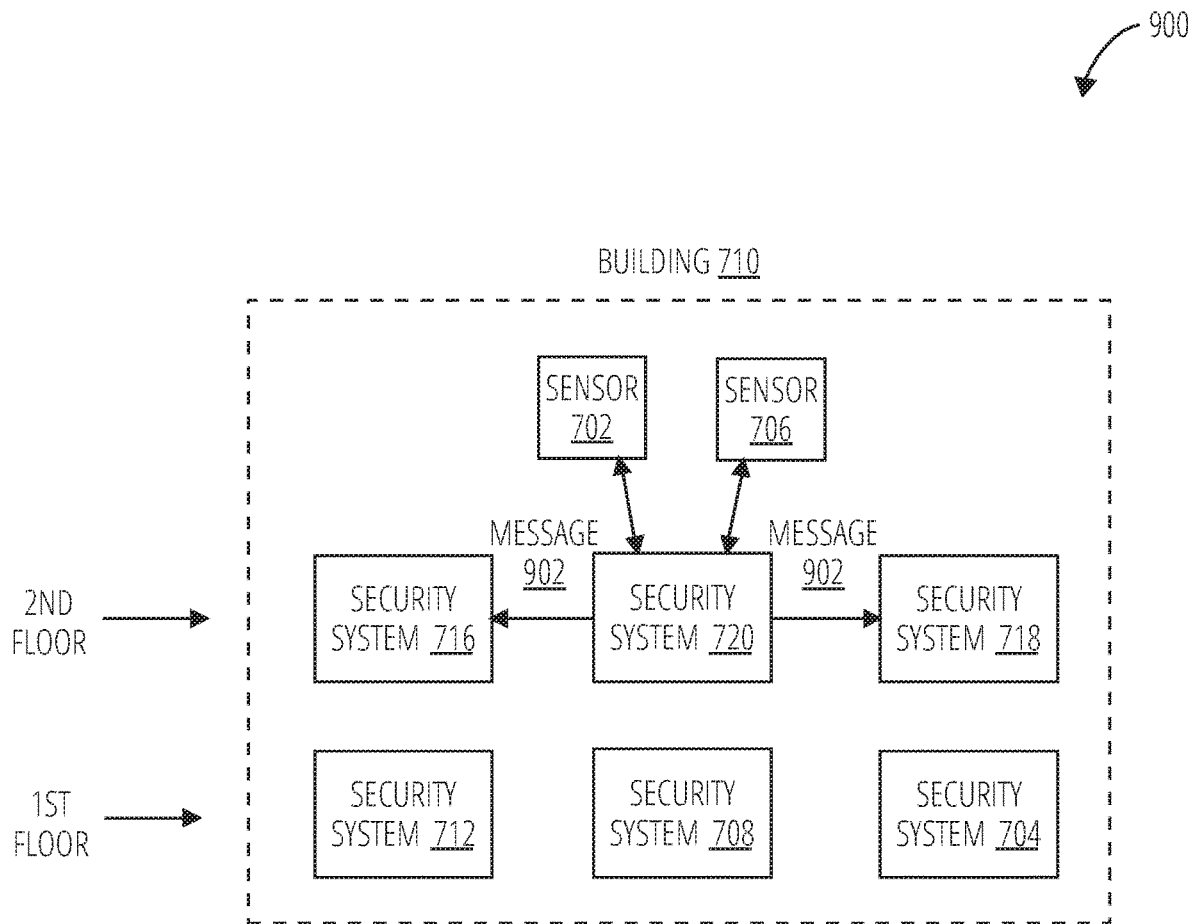 900
BUILDING 710
SENSOR
702
SENSOR
706
MESSAGE
902
MESSAGE
902
2ND
FLOOR
SECURITY
SYSTEM 716
SECURITY
SYSTEM 720
SECURITY
SYSTEM 718
1ST
FLOOR
SECURITY
SYSTEM 712
SECURITY
SYSTEM 708
SECURITY
SYSTEM 704